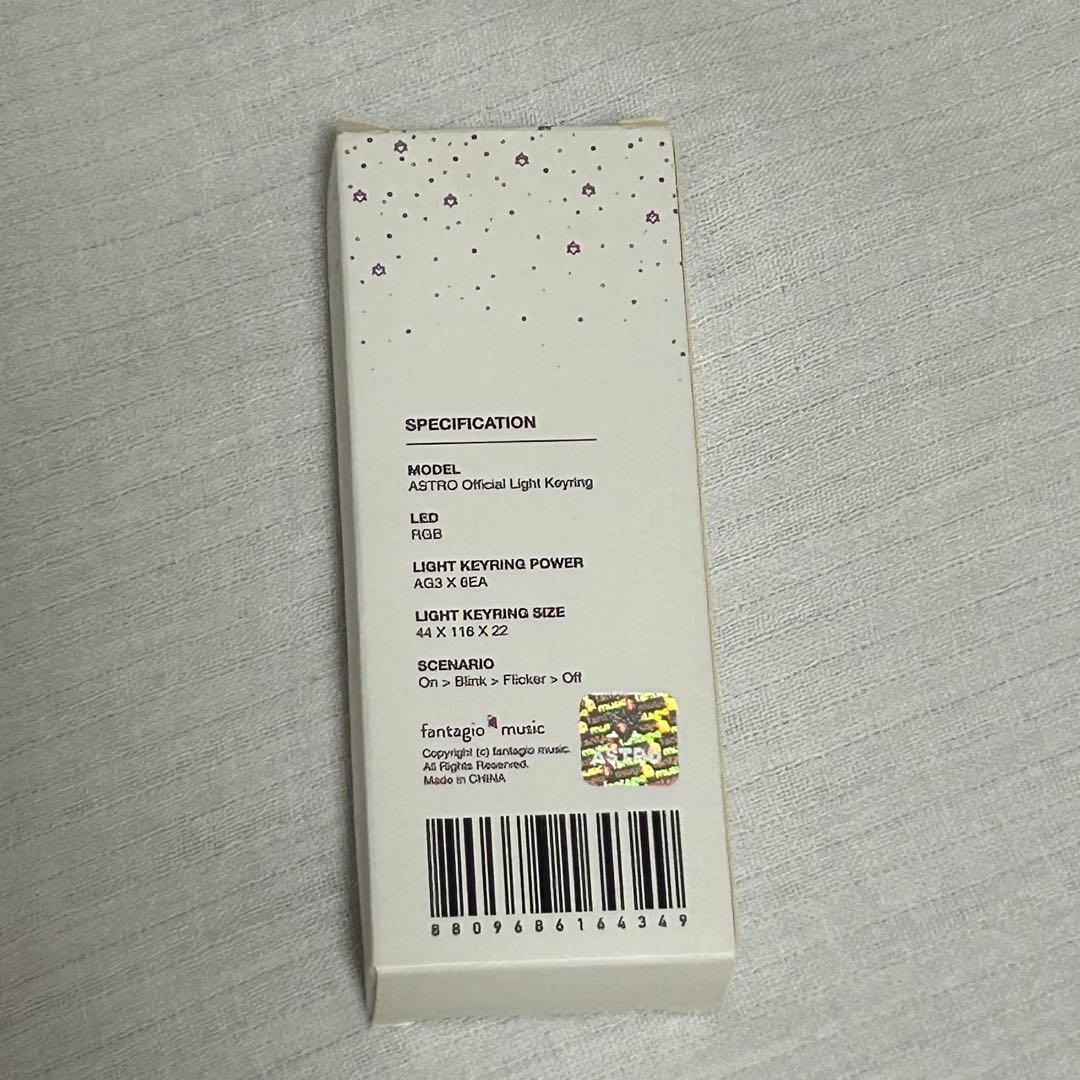 SPECIFICATION
MODEL
ASTRO Official Light Keyring
LED
RGB
LIGHT KEYRING POWER
AG3 X 6EA
LIGHT KEYRING SIZE
44 X 116 X 22
SCENARIO
On > Blink > Flicker > Off
fantagio music
Copyright (c) fantagio music.
All Rights Reserved.
Made in CHINA
ASTRO
8809686164349